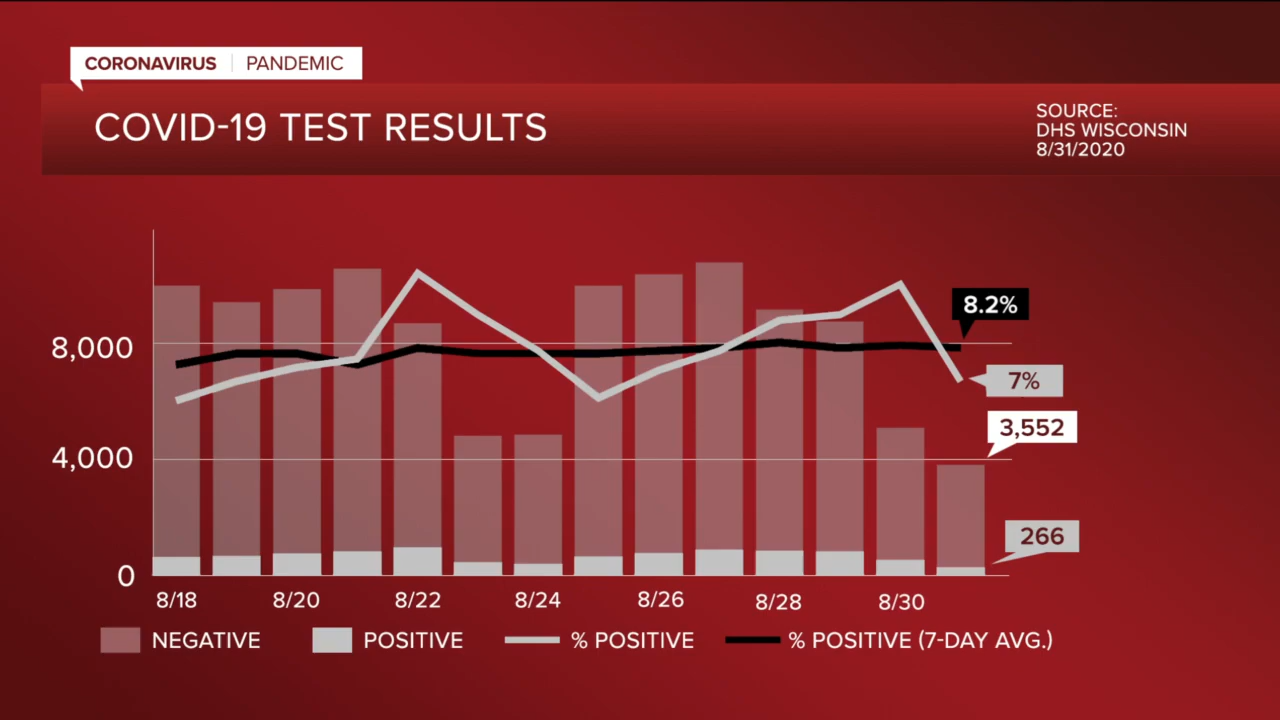 CORONAVIRUS | PANDEMIC
COVID-19 TEST RESULTS
SOURCE:
DHS WISCONSIN
8/31/2020
8.2%
8,000
7%
3,552
4,000
266
0
8/18 8/20 8/22 8/24 8/26 8/28 8/30
NEGATIVE POSITIVE % POSITIVE % POSITIVE (7-DAY AVG.)